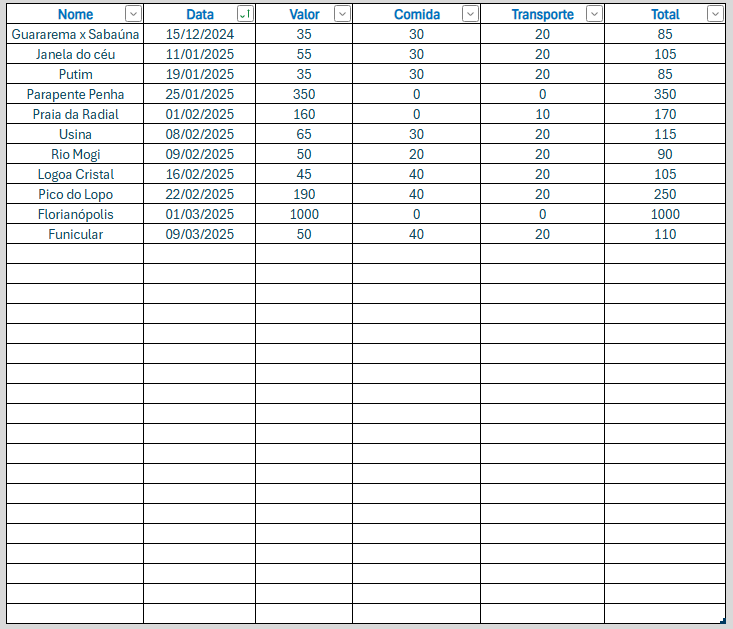 Nome Data Valor Comida Transporte Total
Guararema x Sabaúna 15/12/2024 35 30 20 85
Janela do céu 11/01/2025 55 30 20 105
Putim 19/01/2025 35 30 20 85
Parapente Penha 25/01/2025 350 0 0 350
Praia da Radial 01/02/2025 160 0 10 170
Usina 08/02/2025 65 30 20 115
Rio Mogi 09/02/2025 50 20 20 90
Logoa Cristal 16/02/2025 45 40 20 105
Pico do Lopo 22/02/2025 190 40 20 250
Florianópolis 01/03/2025 1000 0 0 1000
Funicular 09/03/2025 50 40 20 110